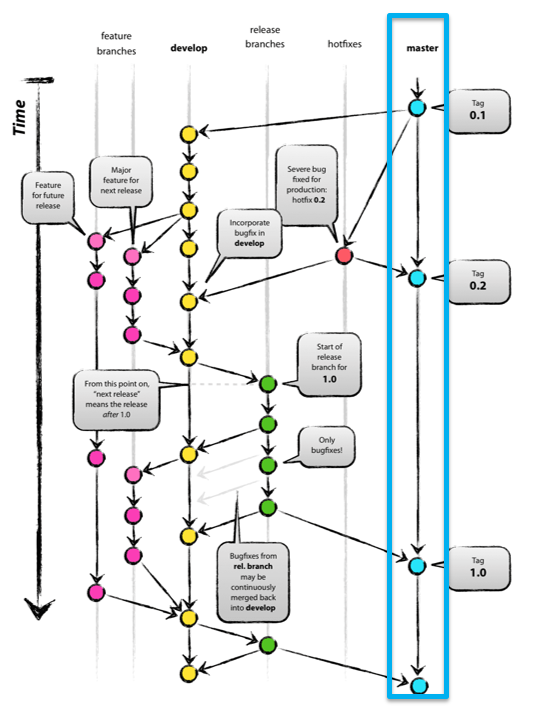 feature
branches
develop
release
branches
hotfixes
master
Time
Tag
0.1
Major
feature for
next release
Feature
for future
release
Severe bug
fixed for
production:
hotfix 0.2
Incorporate
bugfix in
develop
Tag
0.2
Start of
release
branch for
1.0
From this point on,
"next release"
means the release
after 1.0
Only
bugfixes!
Bugfixes from
rel. branch
may be
continuously
merged back
into develop
Tag
1.0